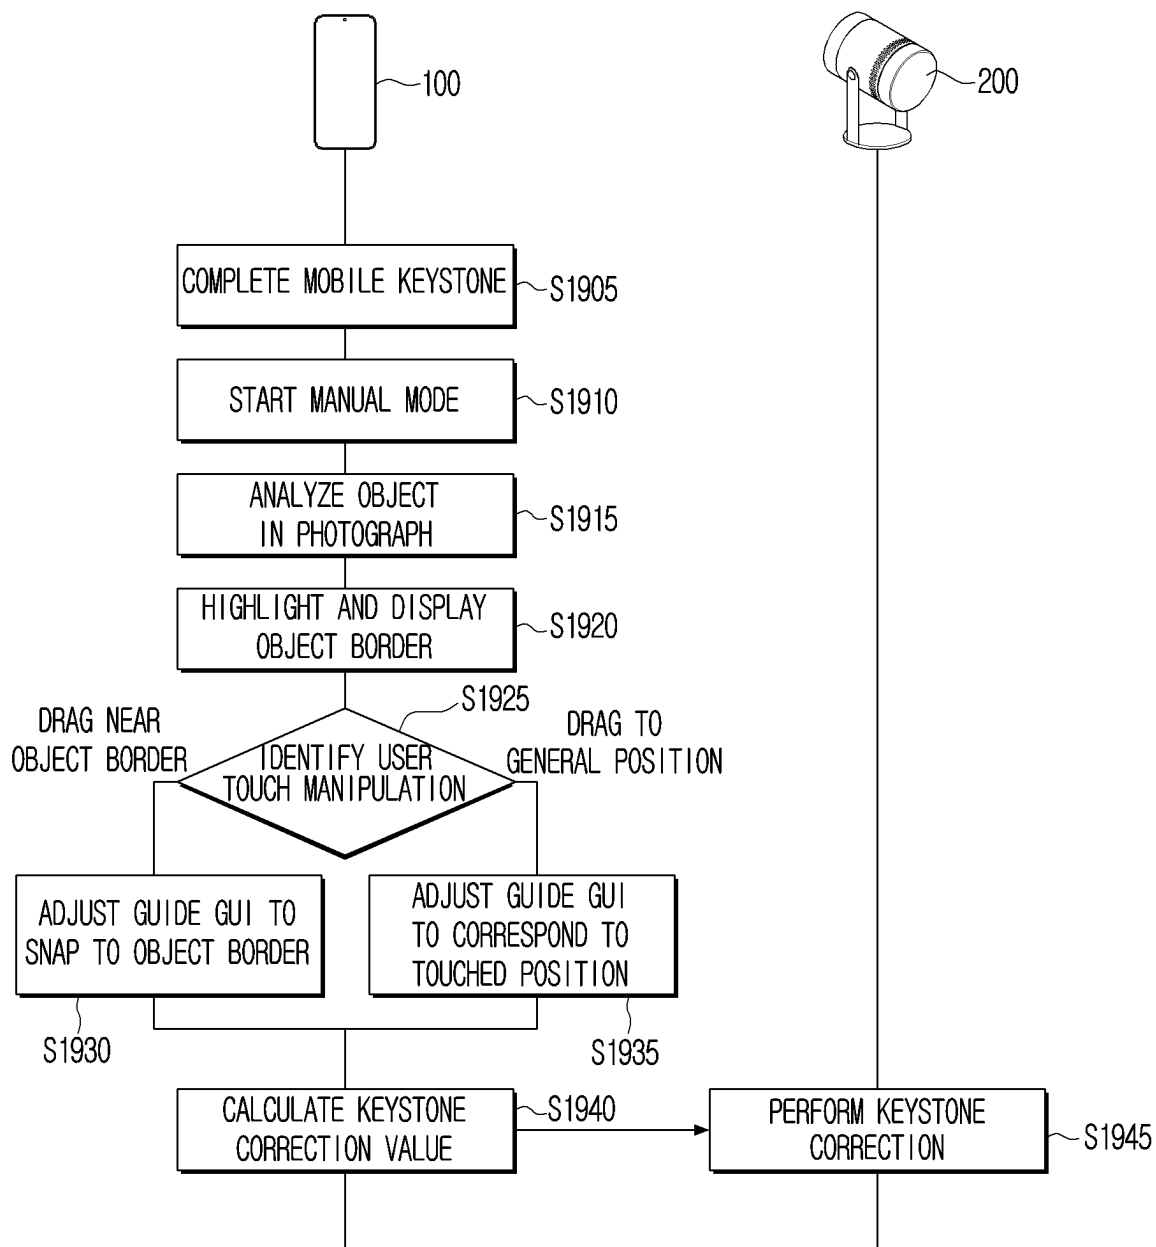 100
200
COMPLETE MOBILE KEYSTONE
S1905
START MANUAL MODE
S1910
ANALYZE OBJECT
IN PHOTOGRAPH
S1915
HIGHLIGHT AND DISPLAY
OBJECT BORDER
S1920
S1925
DRAG NEAR
OBJECT BORDER
IDENTIFY USER
TOUCH MANIPULATION
DRAG TO
GENERAL POSITION
ADJUST GUIDE GUI TO
SNAP TO OBJECT BORDER
S1930
ADJUST GUIDE GUI
TO CORRESPOND TO
TOUCHED POSITION
S1935
CALCULATE KEYSTONE
CORRECTION VALUE
S1940
PERFORM KEYSTONE
CORRECTION
S1945